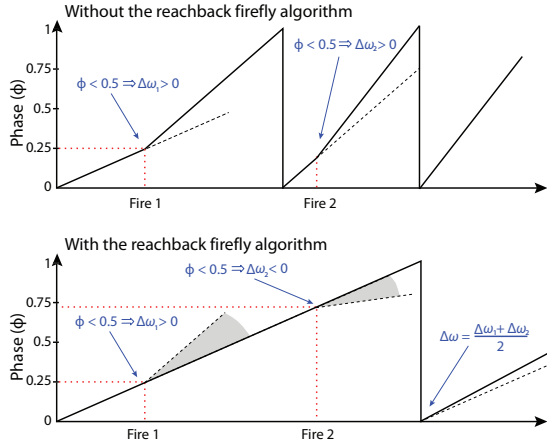 Without the reachback firefly algorithm
Phase (ϕ)
1
0.75
0.5
0.25
0
ϕ < 0.5 ⇒ Δω₁ > 0
ϕ < 0.5 ⇒ Δω₂ > 0
Fire 1
Fire 2
With the reachback firefly algorithm
Phase (ϕ)
1
0.75
0.5
0.25
0
ϕ < 0.5 ⇒ Δω₂ < 0
ϕ < 0.5 ⇒ Δω₁ > 0
Δω = (Δω₁ + Δω₂)/2
Fire 1
Fire 2